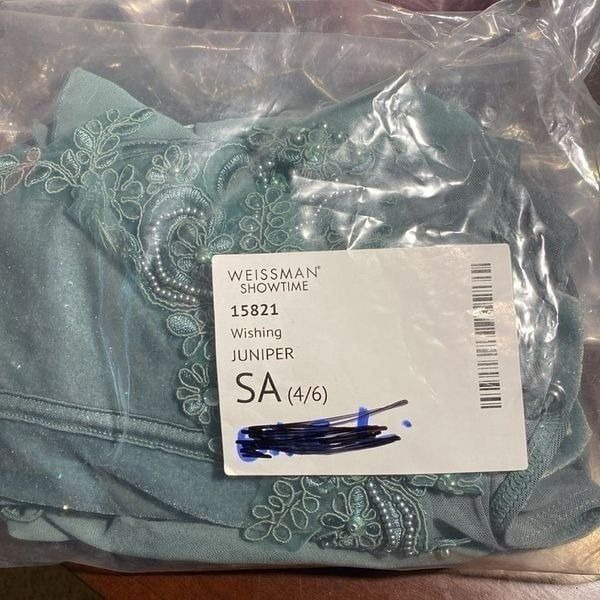 WEISSMAN®
SHOWTIME
15821
Wishing
JUNIPER
SA (4/6)